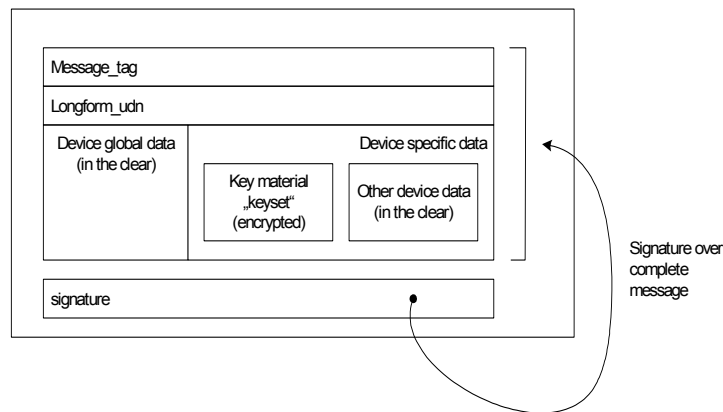 Message_tag
Longform_udn
Device global data
(in the clear)
Device specific data
Key material
„keyset“
(encrypted)
Other device data
(in the clear)
signature
Signature over
complete
message